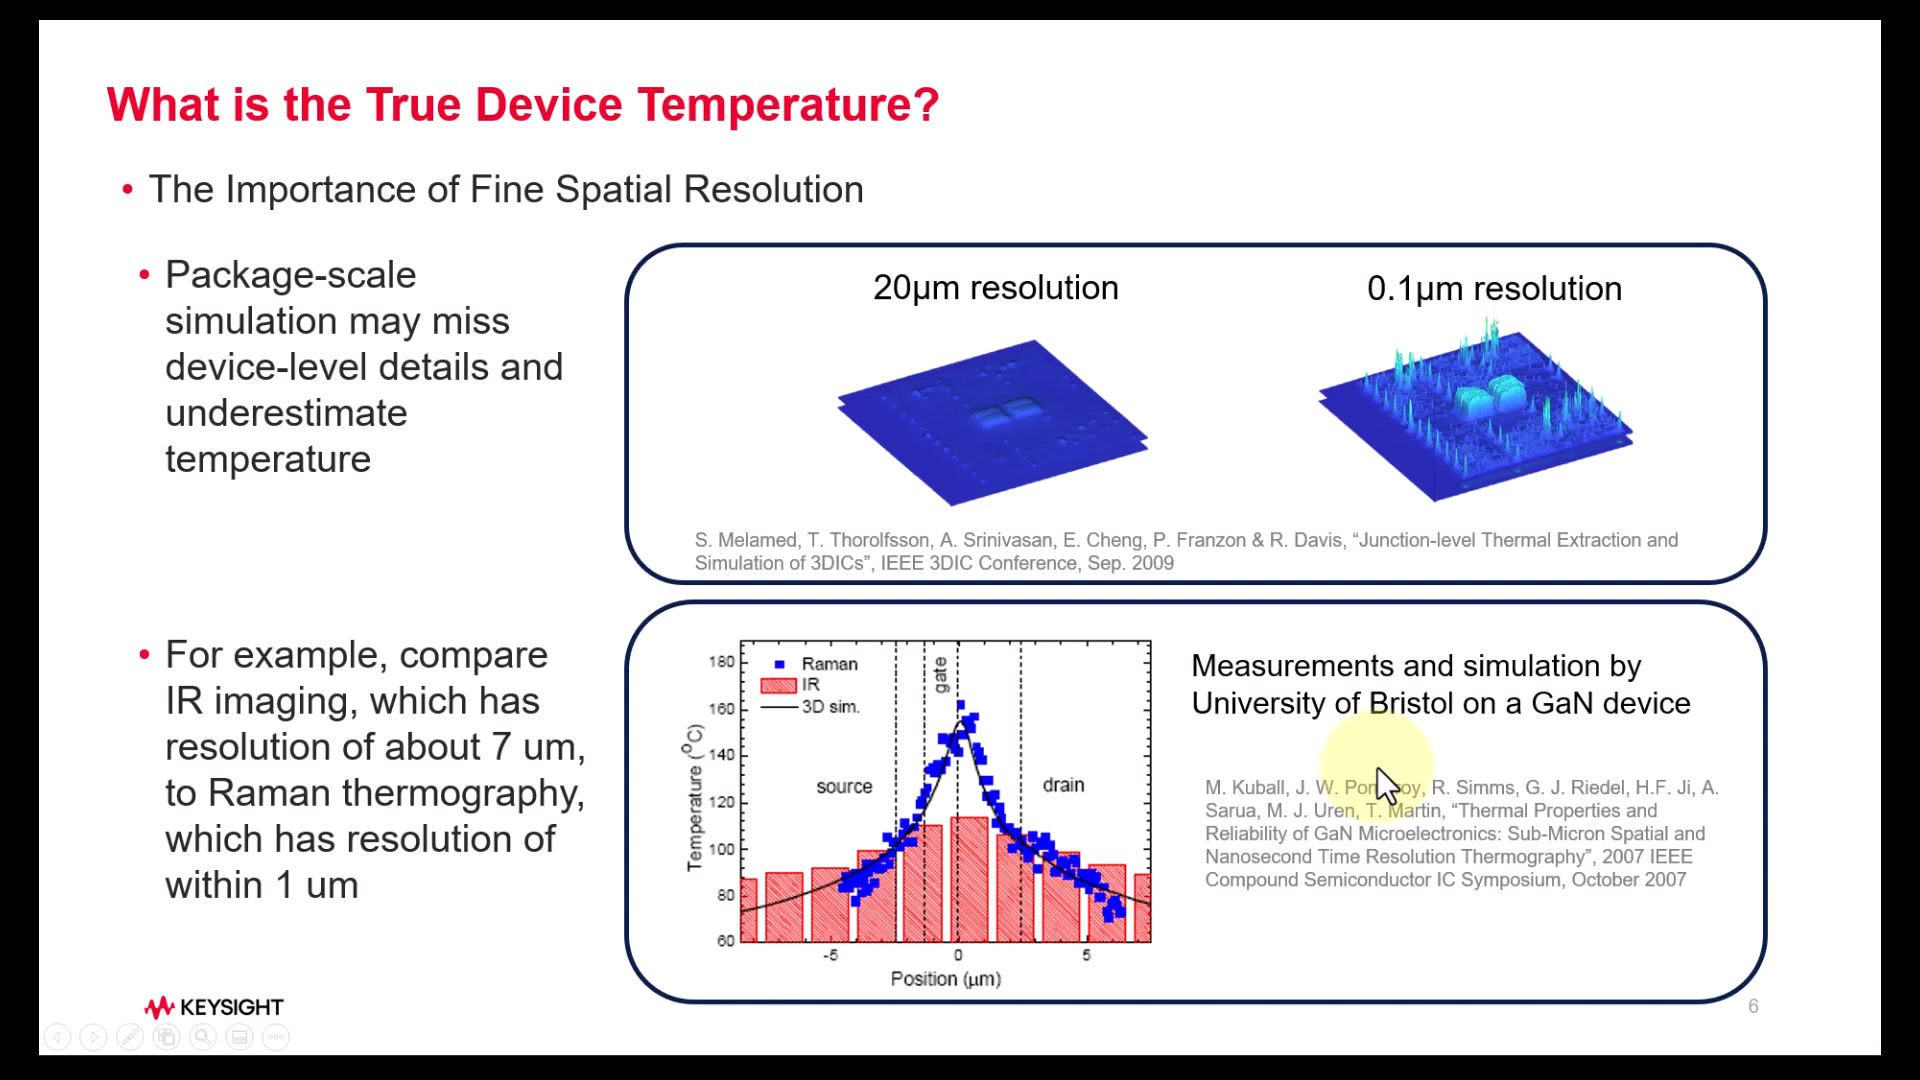 What is the True Device Temperature?
• The Importance of Fine Spatial Resolution
• Package-scale
simulation may miss
device-level details and
underestimate
temperature
20µm resolution
0.1µm resolution
S. Melamed, T. Thorolfsson, A. Srinivasan, E. Cheng, P. Franzon & R. Davis, “Junction-level Thermal Extraction and
Simulation of 3DICs”, IEEE 3DIC Conference, Sep. 2009
• For example, compare
IR imaging, which has
resolution of about 7 um,
to Raman thermography,
which has resolution of
within 1 um
Temperature (°C)
180
160
140
120
100
80
60
Raman
IR
3D sim.
gate
source
drain
-5
0
5
Position (µm)
Measurements and simulation by
University of Bristol on a GaN device
M. Kuball, J. W. Pomeroy, R. Simms, G. J. Riedel, H.F. Ji, A.
Sarua, M. J. Uren, T. Martin, “Thermal Properties and
Reliability of GaN Microelectronics: Sub-Micron Spatial and
Nanosecond Time Resolution Thermography”, 2007 IEEE
Compound Semiconductor IC Symposium, October 2007
KEYSIGHT
6